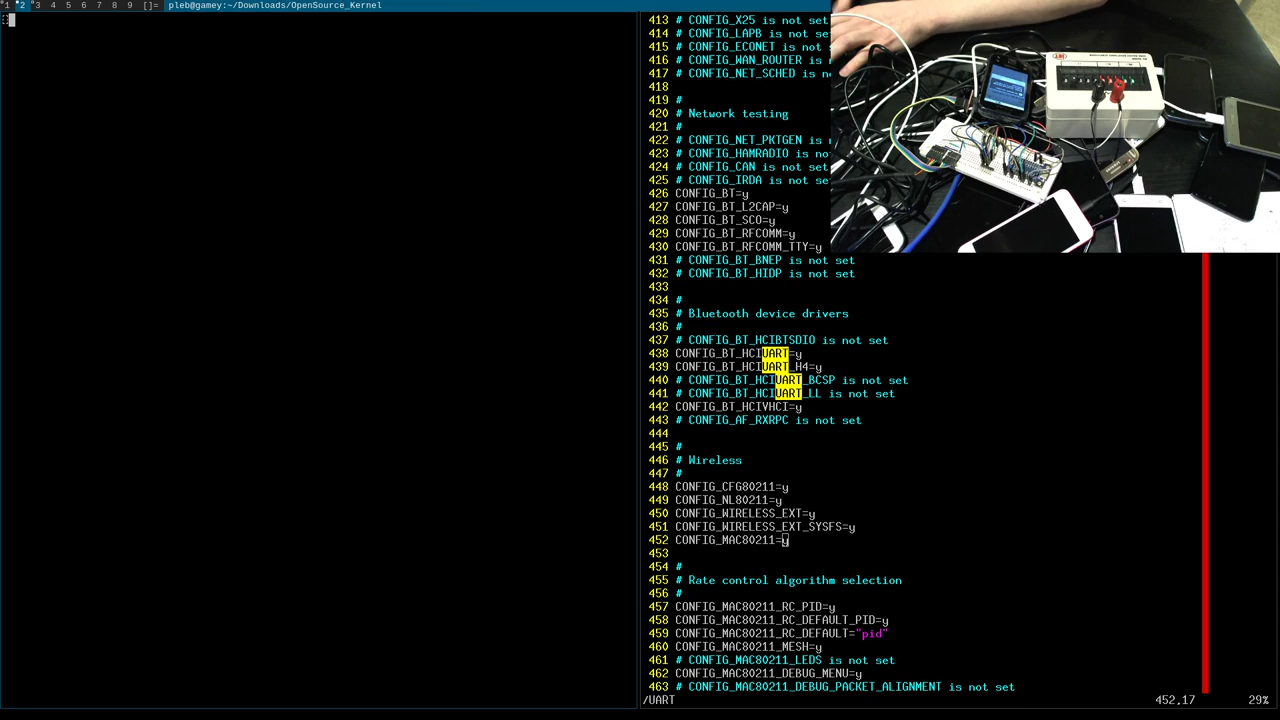 1 2 3 4 5 6 7 8 9 []= pleb@gamey:~/Downloads/OpenSource_Kernel
413 # CONFIG_X25 is not set
414 # CONFIG_LAPB is not se
415 # CONFIG_ECONET is not
416 # CONFIG_WAN_ROUTER is
417 # CONFIG_NET_SCHED is n
418
419 #
420 # Network testing
421 #
422 # CONFIG_NET_PKTGEN is
423 # CONFIG_HAMRADIO is no
424 # CONFIG_CAN is not set
425 # CONFIG_IRDA is not se
426 CONFIG_BT=y
427 CONFIG_BT_L2CAP=y
428 CONFIG_BT_SCO=y
429 CONFIG_BT_RFCOMM=y
430 CONFIG_BT_RFCOMM_TTY=y
431 # CONFIG_BT_BNEP is not set
432 # CONFIG_BT_HIDP is not set
433
434 #
435 # Bluetooth device drivers
436 #
437 # CONFIG_BT_HCIBTSDIO is not set
438 CONFIG_BT_HCIUART=y
439 CONFIG_BT_HCIUART_H4=y
440 # CONFIG_BT_HCIUART_BCSP is not set
441 # CONFIG_BT_HCIUART_LL is not set
442 CONFIG_BT_HCIVHCI=y
443 # CONFIG_AF_RXRPC is not set
444
445 #
446 # Wireless
447 #
448 CONFIG_CFG80211=y
449 CONFIG_NL80211=y
450 CONFIG_WIRELESS_EXT=y
451 CONFIG_WIRELESS_EXT_SYSFS=y
452 CONFIG_MAC80211=y
453
454 #
455 # Rate control algorithm selection
456 #
457 CONFIG_MAC80211_RC_PID=y
458 CONFIG_MAC80211_RC_DEFAULT_PID=y
459 CONFIG_MAC80211_RC_DEFAULT="pid"
460 CONFIG_MAC80211_MESH=y
461 # CONFIG_MAC80211_LEDS is not set
462 CONFIG_MAC80211_DEBUG_MENU=y
463 # CONFIG_MAC80211_DEBUG_PACKET_ALIGNMENT is not set
/UART 452,17 29%